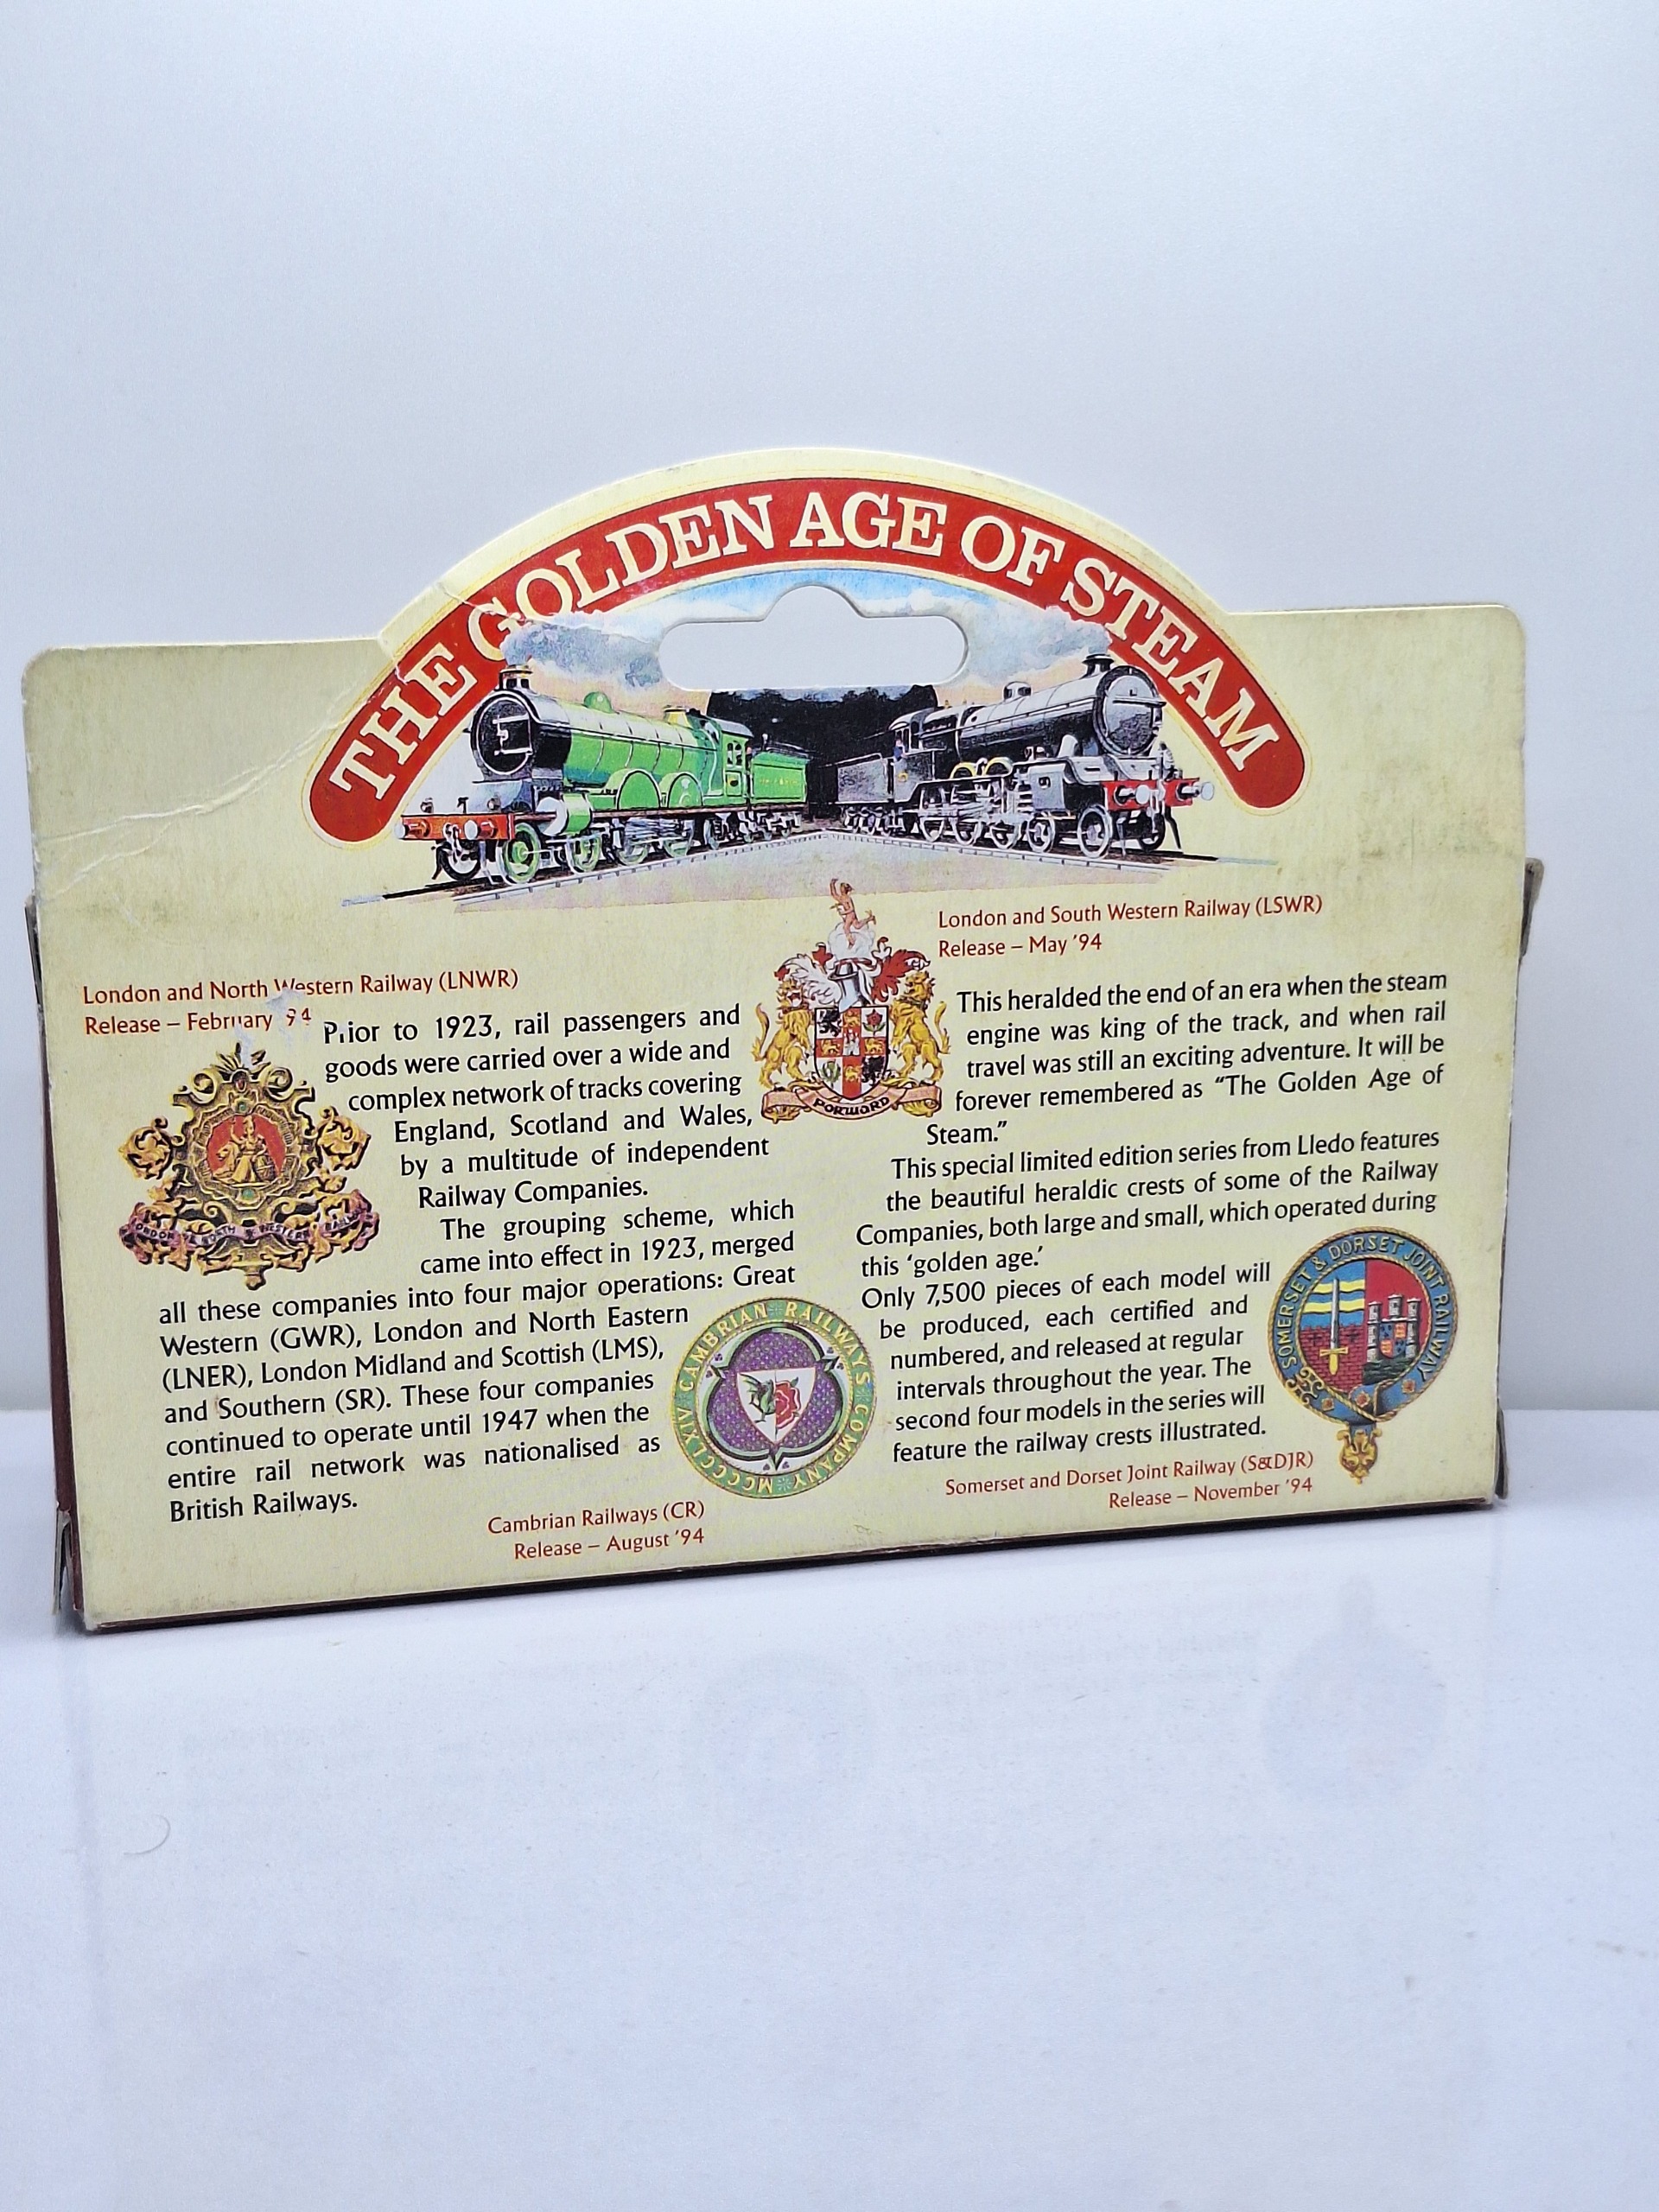 THE GOLDEN AGE OF STEAM
London and North Western Railway (LNWR)
Release – February '94
Prior to 1923, rail passengers and
goods were carried over a wide and
complex network of tracks covering
England, Scotland and Wales,
by a multitude of independent
Railway Companies.
The grouping scheme, which
came into effect in 1923, merged
all these companies into four major operations: Great
Western (GWR), London and North Eastern
(LNER), London Midland and Scottish (LMS),
and Southern (SR). These four companies
continued to operate until 1947 when the
entire rail network was nationalised as
British Railways.
LONDON & NORTH WESTERN RAILWAY
CAMBRIAN RAILWAYS COMPANY MCCCCLXIV
Cambrian Railways (CR)
Release – August '94
London and South Western Railway (LSWR)
Release – May '94
FORWARD
This heralded the end of an era when the steam
engine was king of the track, and when rail
travel was still an exciting adventure. It will be
forever remembered as "The Golden Age of
Steam."
This special limited edition series from Lledo features
the beautiful heraldic crests of some of the Railway
Companies, both large and small, which operated during
this 'golden age.'
Only 7,500 pieces of each model will
be produced, each certified and
numbered, and released at regular
intervals throughout the year. The
second four models in the series will
feature the railway crests illustrated.
SOMERSET & DORSET JOINT RAILWAY
Somerset and Dorset Joint Railway (S&DJR)
Release – November '94